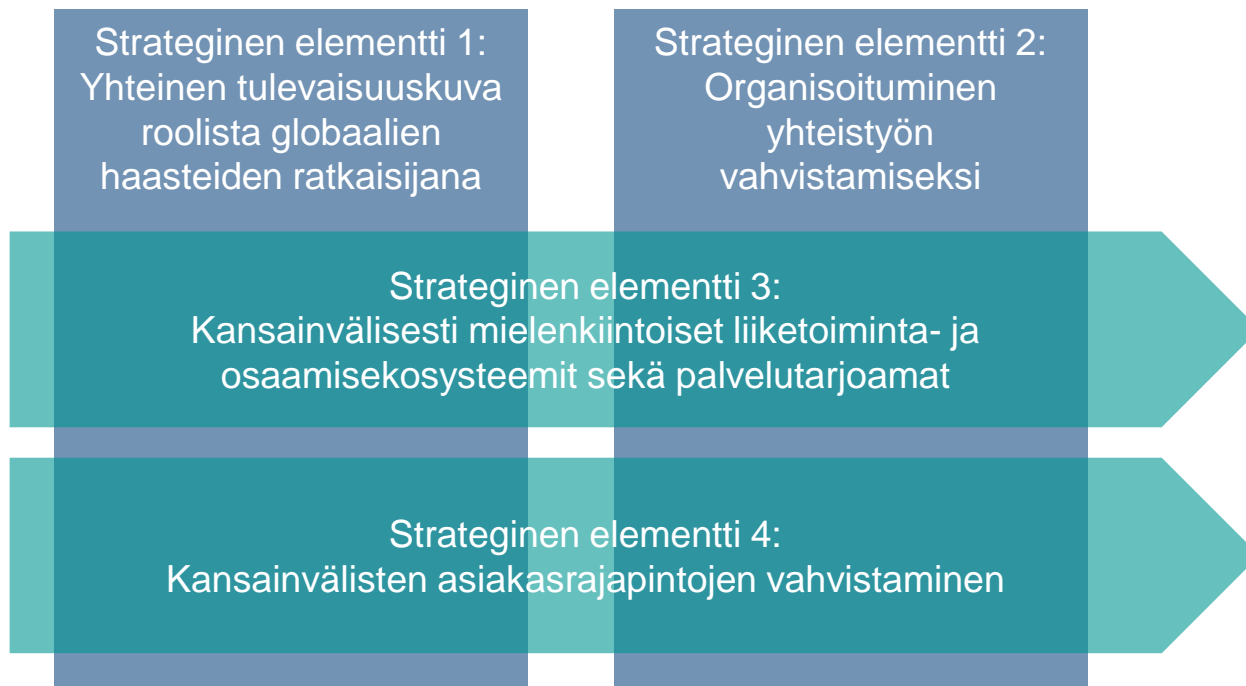 Strateginen elementti 1:
Yhteinen tulevaisuuskuva
roolista globaalien
haasteiden ratkaisijana
Strateginen elementti 2:
Organisoituminen
yhteistyön
vahvistamiseksi
Strateginen elementti 3:
Kansainvälisesti mielenkiintoiset liiketoiminta- ja
osaamisekosysteemit sekä palvelutarjoamat
Strateginen elementti 4:
Kansainvälisten asiakasrajapintojen vahvistaminen